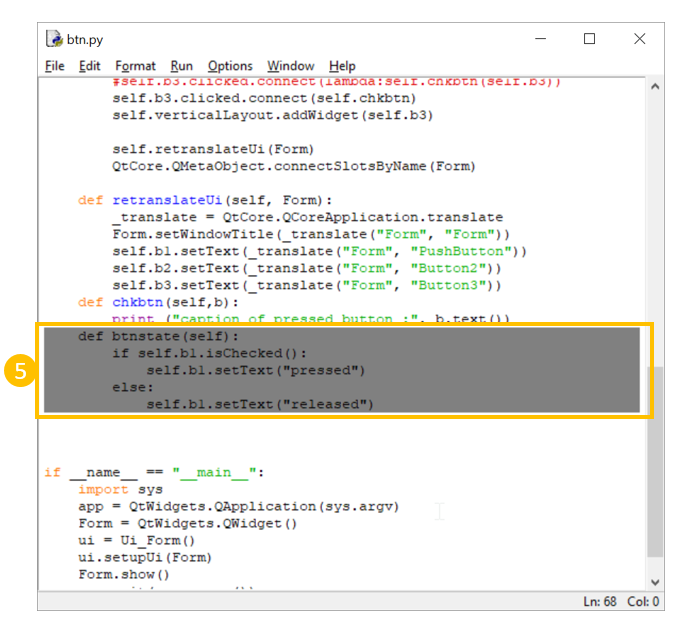 btn.py
File Edit Format Run Options Window Help
#self.b3.clicked.connect(lambda:self.chkbtn(self.b3))
self.b3.clicked.connect(self.chkbtn)
self.verticalLayout.addWidget(self.b3)
self.retranslateUi(Form)
QtCore.QMetaObject.connectSlotsByName(Form)
def retranslateUi(self, Form):
_translate = QtCore.QCoreApplication.translate
Form.setWindowTitle(_translate("Form", "Form"))
self.b1.setText(_translate("Form", "PushButton"))
self.b2.setText(_translate("Form", "Button2"))
self.b3.setText(_translate("Form", "Button3"))
def chkbtn(self,b):
print ("caption of pressed button :", b.text())
5
def btnstate(self):
if self.b1.isChecked():
self.b1.setText("pressed")
else:
self.b1.setText("released")
if __name__ == "__main__":
import sys
app = QtWidgets.QApplication(sys.argv)
Form = QtWidgets.QWidget()
ui = Ui_Form()
ui.setupUi(Form)
Form.show()
Ln: 68 Col: 0